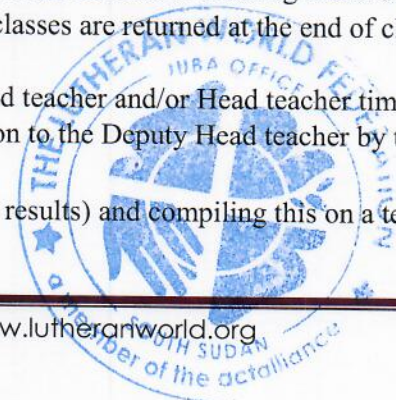 classes are returned at the end of c
d teacher and/or Head teacher tim
on to the Deputy Head teacher by t
results) and compiling this on a te
w.lutheranworld.org
THE LUTHERAN WORLD FEDERATION
JUBA OFFICE
SOUTH SUDAN
a member of the actalliance